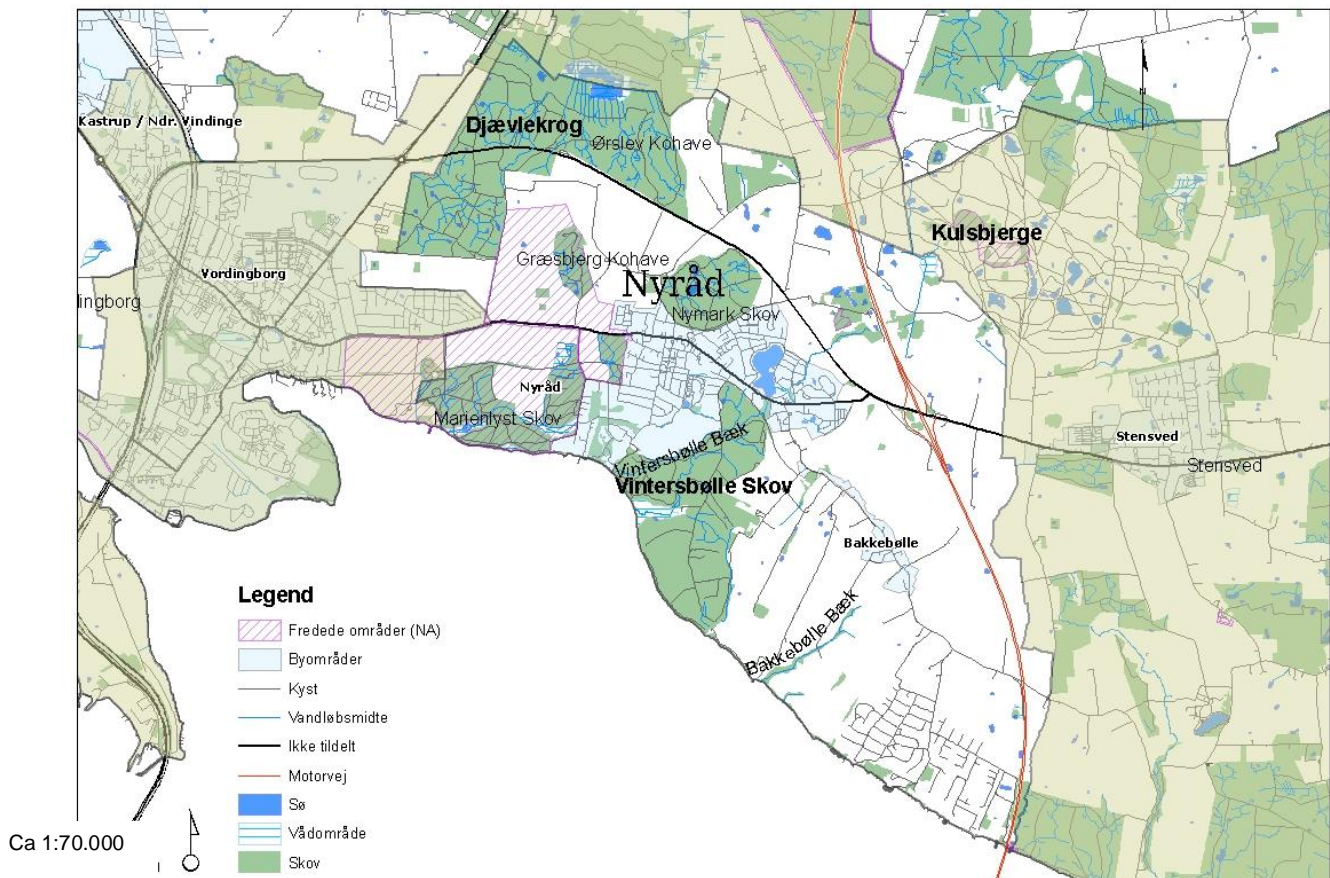 Djævlekrog
Kastrup / Ndr. Vindinge
Ørslev Kohave
Kulsbjerge
Græsbjerg Kohave
Vordingborg
Nyråd
lingborg
Nymark Skov
Nyråd
Marienlyst Skov
Stensved
Stensved
Vintersbølle Bæk
Vintersbølle Skov
Bakkebølle
Bakkebølle Bæk
Legend
Fredede områder (NA)
Byområder
Kyst
Vandløbsmidte
Ikke tildelt
Motorvej
Sø
Vådområde
Skov
Ca 1:70.000